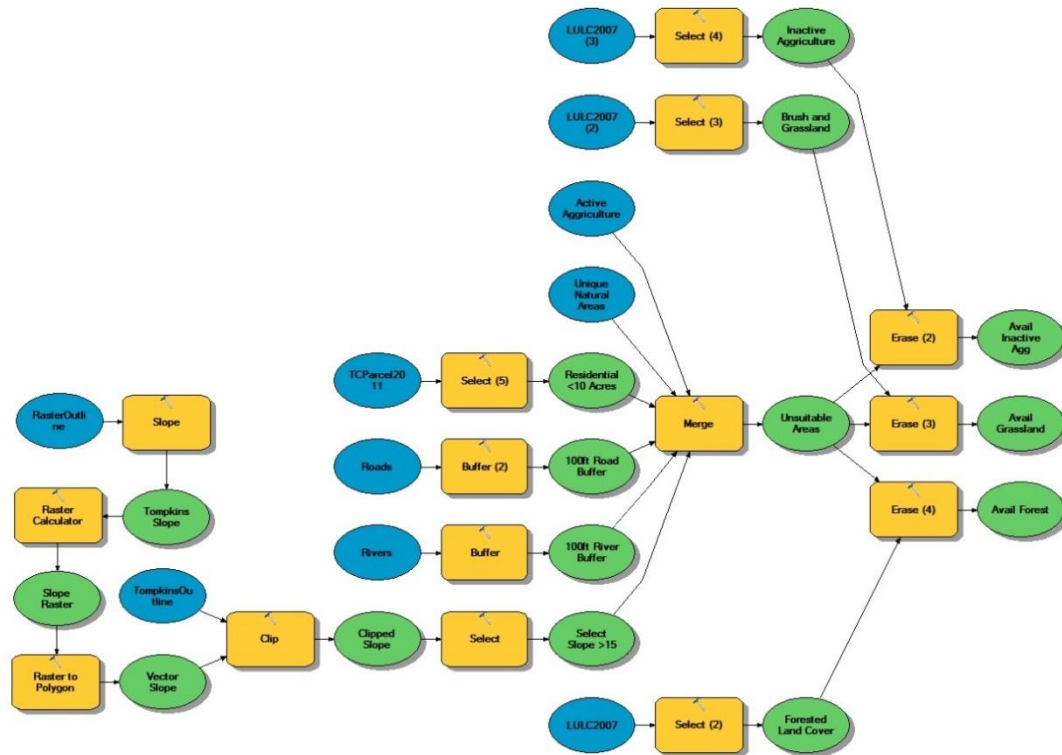 LULC2007
(3)
Select (4)
Inactive
Aggriculture
LULC2007
(2)
Select (3)
Brush and
Grassland
Active
Aggriculture
Unique
Natural
Areas
Erase (2)
Avail
Inactive
Agg
TCParcel20
11
Select (5)
Residential
<10 Acres
RasterOutli
ne
Slope
Merge
Unsuitable
Areas
Erase (3)
Avail
Grassland
Roads
Buffer (2)
100ft Road
Buffer
Raster
Calculator
Tompkins
Slope
Erase (4)
Avail Forest
Rivers
Buffer
100ft River
Buffer
Slope
Raster
TompkinsOu
tline
Clip
Clipped
Slope
Select
Select
Slope >15
Raster to
Polygon
Vector
Slope
LULC2007
Select (2)
Forested
Land Cover